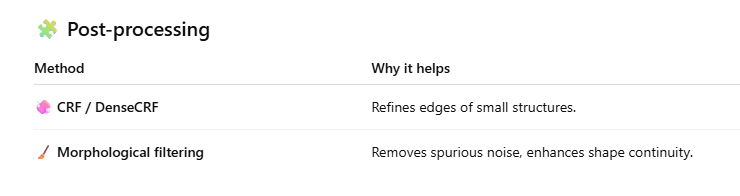 🧩 Post-processing
Method Why it helps
CRF / DenseCRF Refines edges of small structures.
🧹 Morphological filtering Removes spurious noise, enhances shape continuity.